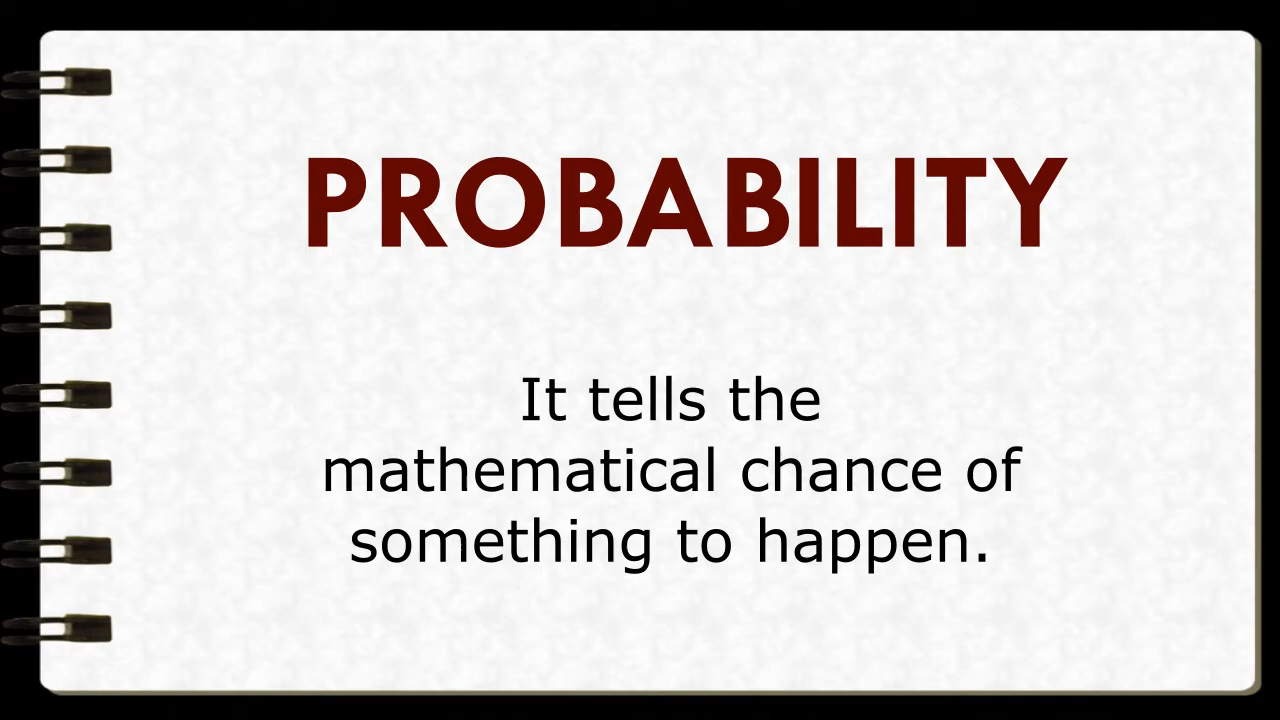 PROBABILITY
It tells the
mathematical chance of
something to happen.